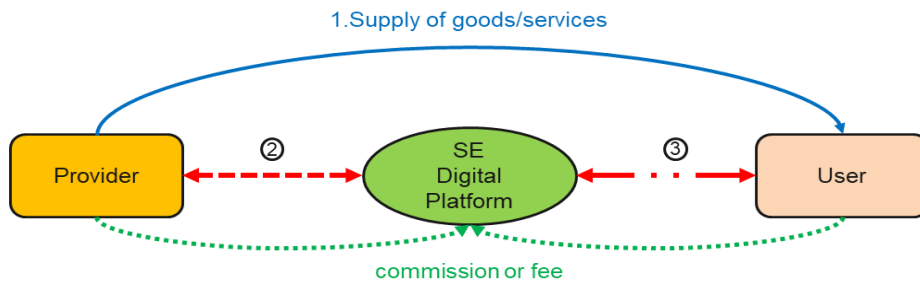 1.Supply of goods/services
Provider
②
SE
Digital
Platform
③
User
commission or fee